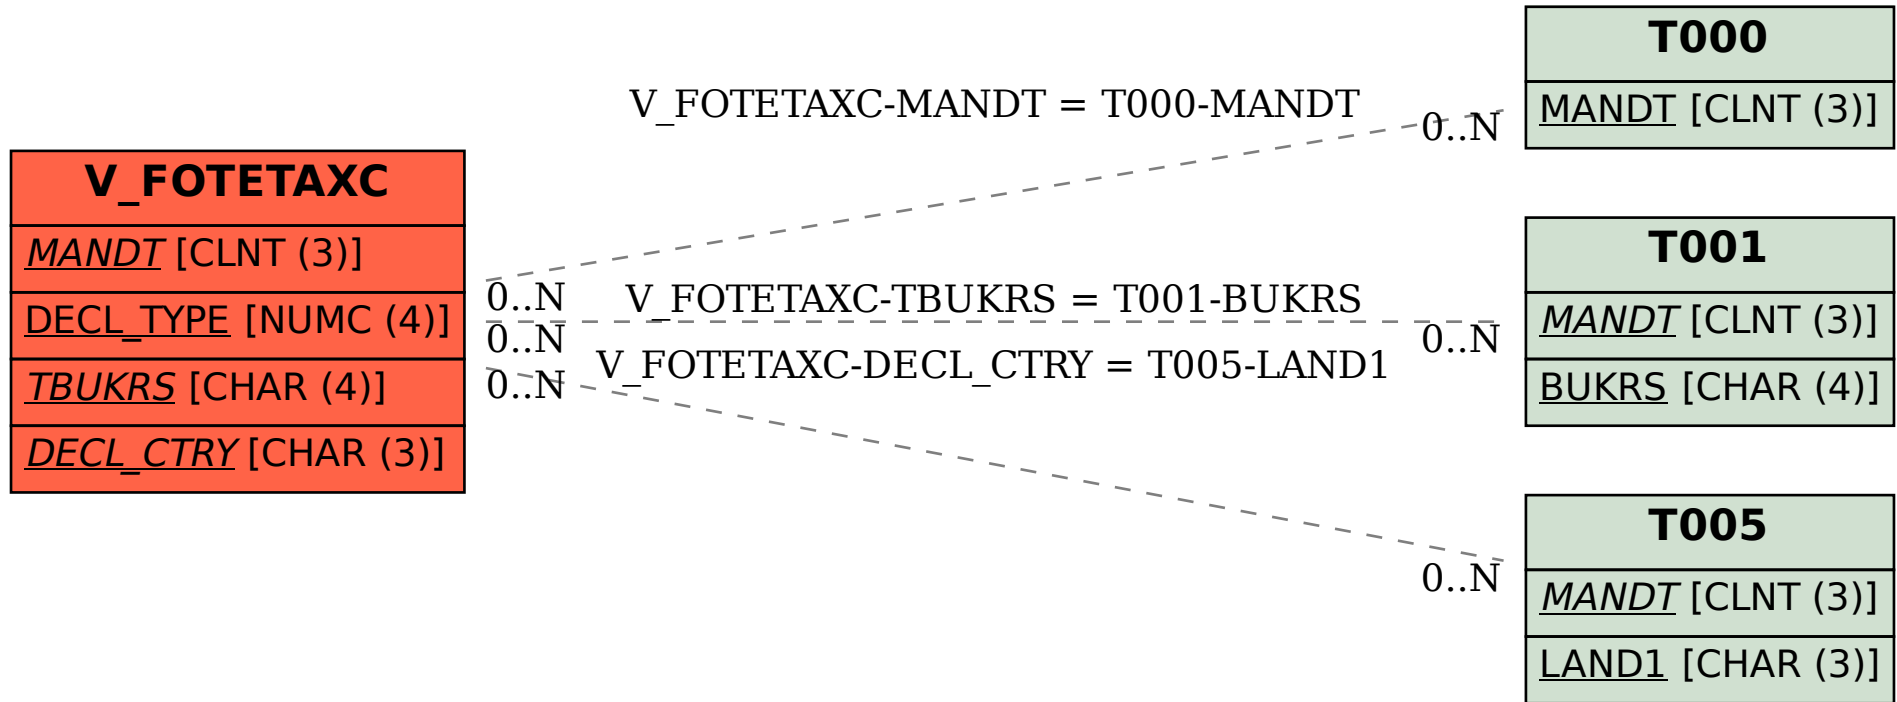 V_FOTETAXC
MANDT [CLNT (3)]
DECL_TYPE [NUMC (4)]
TBUKRS [CHAR (4)]
DECL_CTRY [CHAR (3)]
V_FOTETAXC-MANDT = T000-MANDT
0..N
0..N
V_FOTETAXC-TBUKRS = T001-BUKRS
0..N
0..N
V_FOTETAXC-DECL_CTRY = T005-LAND1
0..N
0..N
T000
MANDT [CLNT (3)]
T001
MANDT [CLNT (3)]
BUKRS [CHAR (4)]
T005
MANDT [CLNT (3)]
LAND1 [CHAR (3)]